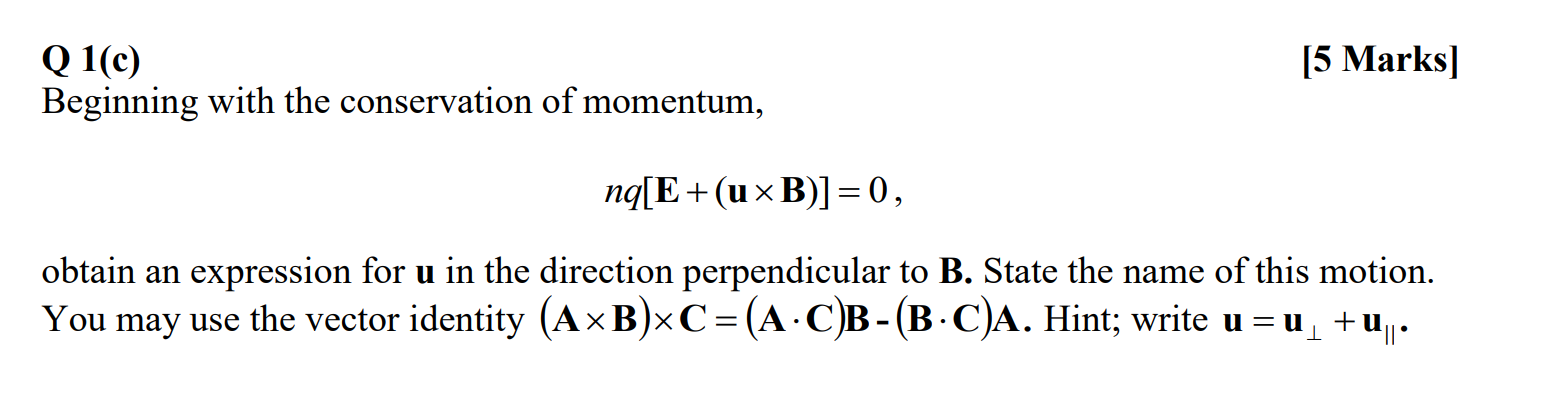 Q 1(c) [5 Marks]
Beginning with the conservation of momentum,
nq[E + (u × B)] = 0,
obtain an expression for u in the direction perpendicular to B. State the name of this motion.
You may use the vector identity (A × B) × C = (A · C)B - (B · C)A. Hint; write u = u⊥ + u||.